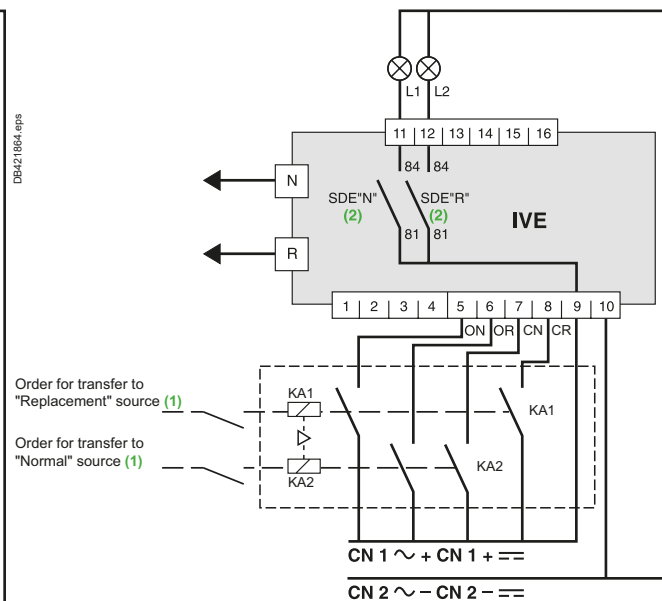 DB421864.eps
L1 L2
11 12 13 14 15 16
84 84
N
SDE"N" SDE"R"
(2) (2)
IVE
81 81
R
1 2 3 4 5 6 7 8 9 10
ON OR CN CR
Order for transfer to
"Replacement" source (1)
KA1
KA1
Order for transfer to
"Normal" source (1)
KA2
KA2
CN 1 ∼ + CN 1 + ⎓
CN 2 ∼ – CN 2 – ⎓